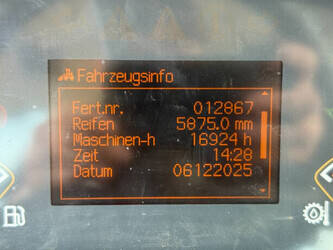 Fahrzeugsinfo
Fert.nr. 012867
Reifen 5875.0 mm
Maschinen-h 16924 h
Zeit 14:28
Datum 06122025